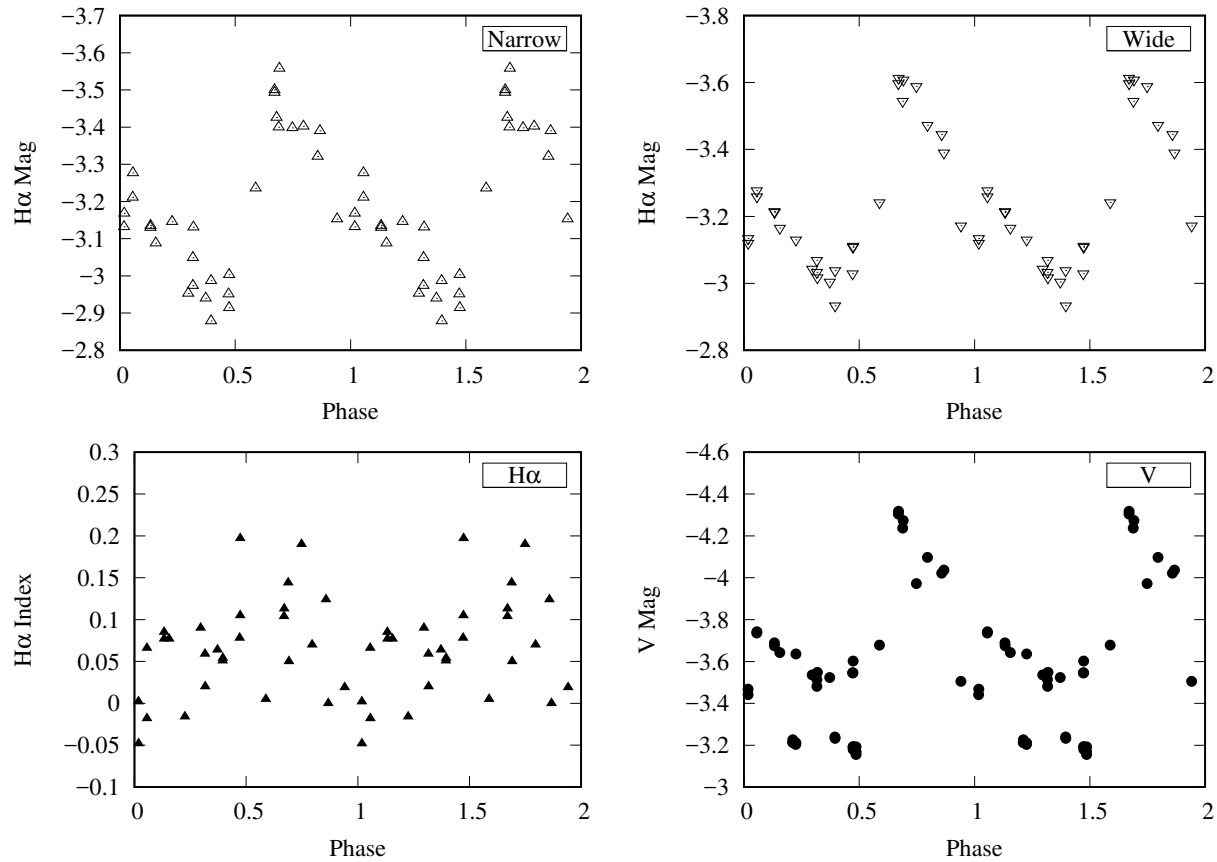 Narrow
−3.7
−3.6
−3.5
−3.4
−3.3
−3.2
−3.1
−3
−2.9
−2.8
Hα Mag
0 0.5 1 1.5 2
Phase
Wide
−3.8
−3.6
−3.4
−3.2
−3
−2.8
Hα Mag
0 0.5 1 1.5 2
Phase
Hα
0.3
0.25
0.2
0.15
0.1
0.05
0
−0.05
−0.1
Hα Index
0 0.5 1 1.5 2
Phase
V
−4.6
−4.4
−4.2
−4
−3.8
−3.6
−3.4
−3.2
−3
V Mag
0 0.5 1 1.5 2
Phase